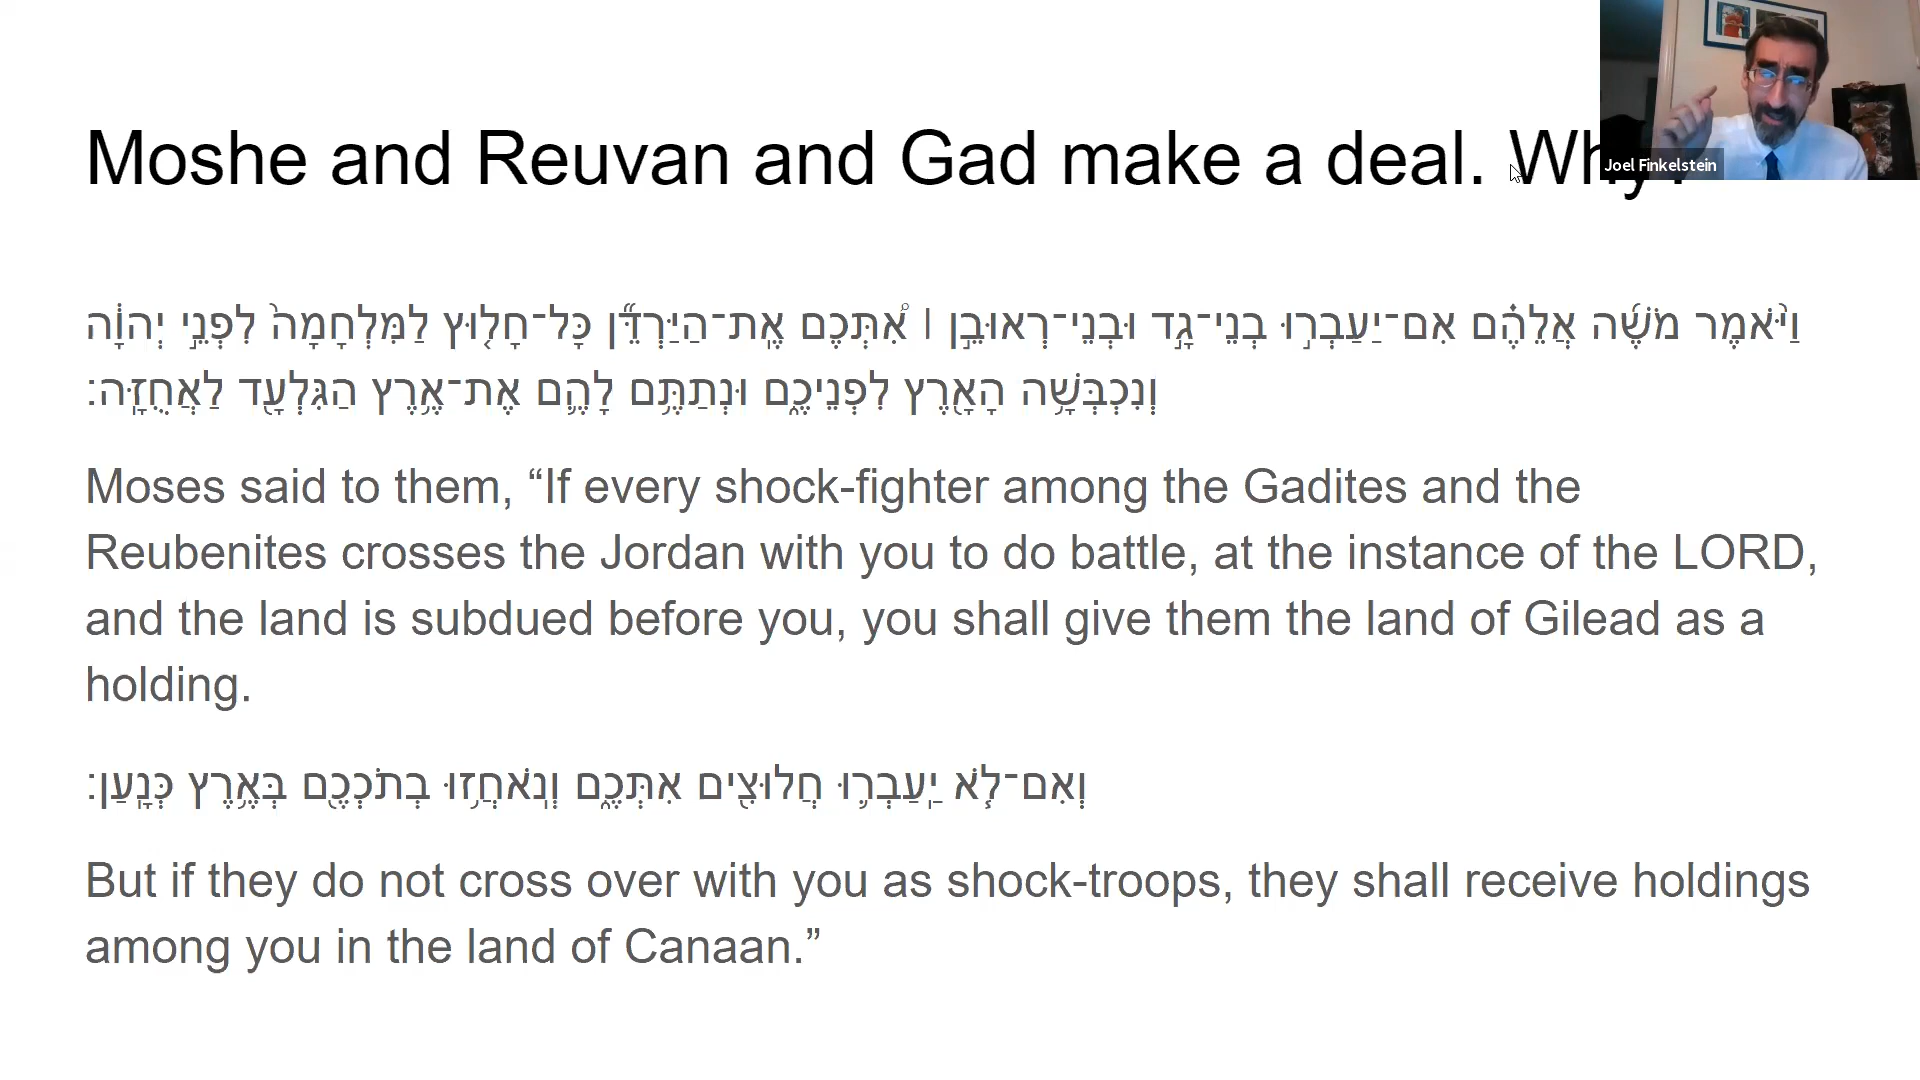 Moshe and Reuvan and Gad make a deal. Why?
Joel Finkelstein
וַיֹּ֨אמֶר מֹשֶׁ֜ה אֲלֵהֶ֗ם אִם־יַעַבְר֣וּ בְנֵי־גָ֣ד וּבְנֵי־רְאוּבֵ֣ן ׀ אִ֠תְּכֶם אֶֽת־הַיַּרְדֵּ֞ן כׇּל־חָל֤וּץ לַמִּלְחָמָה֙ לִפְנֵ֣י יְהֹוָ֔ה
וְנִכְבְּשָׁ֥ה הָאָ֖רֶץ לִפְנֵיכֶ֑ם וּנְתַתֶּ֥ם לָהֶ֛ם אֶת־אֶ֥רֶץ הַגִּלְעָ֖ד לַאֲחֻזָּֽה׃
Moses said to them, “If every shock-fighter among the Gadites and the
Reubenites crosses the Jordan with you to do battle, at the instance of the LORD,
and the land is subdued before you, you shall give them the land of Gilead as a
holding.
וְאִם־לֹ֧א יַֽעַבְר֛וּ חֲלוּצִ֖ים אִתְּכֶ֑ם וְנֹֽאחֲז֥וּ בְתֹכְכֶ֖ם בְּאֶ֥רֶץ כְּנָֽעַן׃
But if they do not cross over with you as shock-troops, they shall receive holdings
among you in the land of Canaan.”